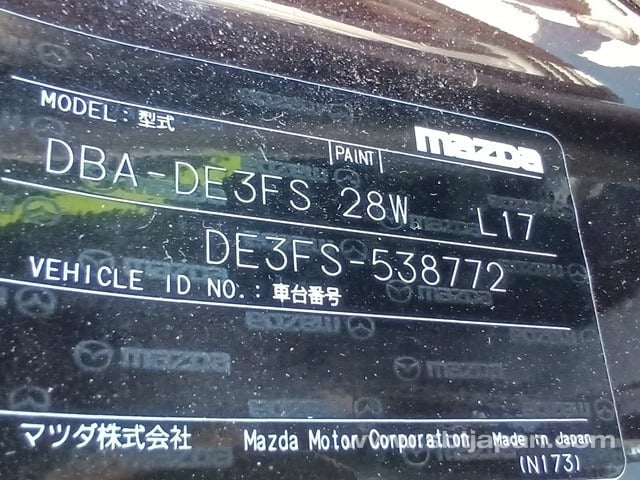 MODEL: 型式 PAINT mazda
DBA-DE3FS 28W L17
DE3FS-538772
VEHICLE ID NO.: 車台番号
マツダ株式会社 Mazda Motor Corporation Made in Japan
(N173)